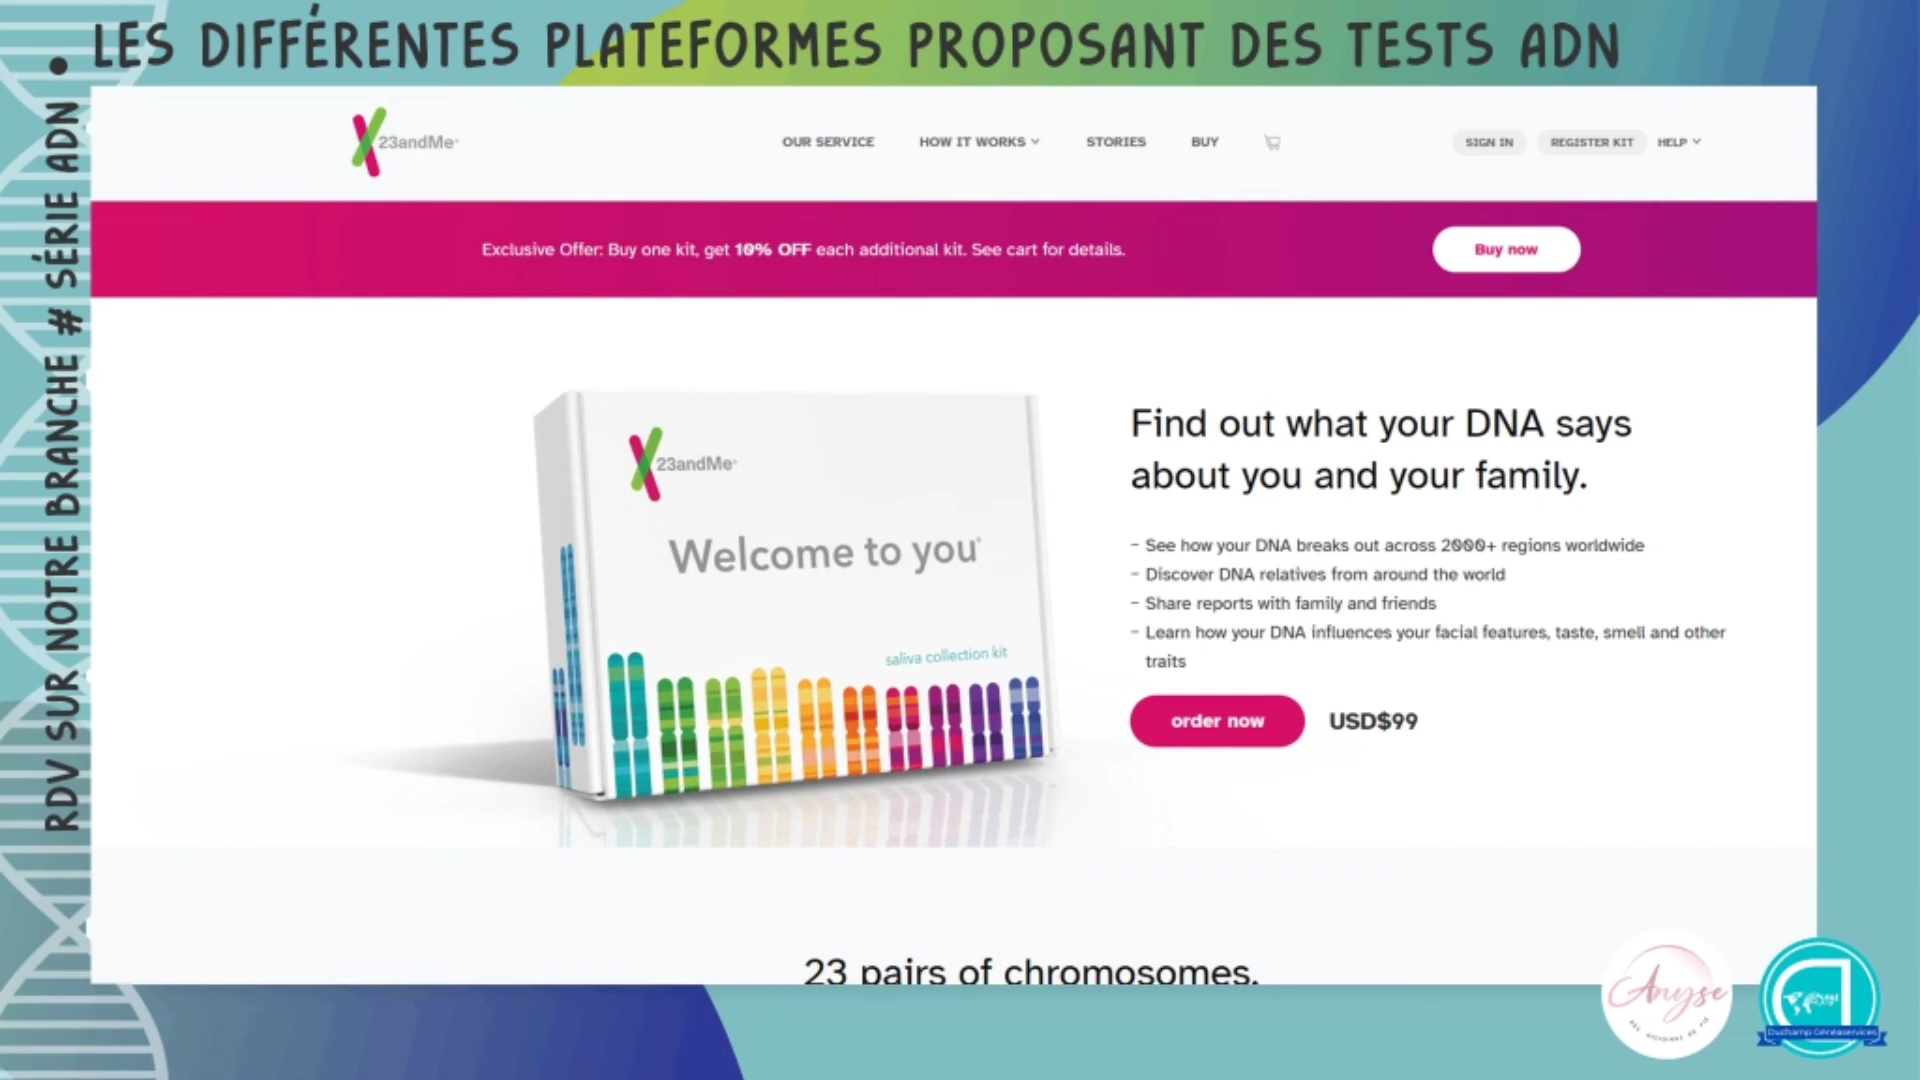 • LES DIFFÉRENTES PLATEFORMES PROPOSANT DES TESTS ADN
RDV SUR NOTRE BRANCHE # SÉRIE ADN
23andMe
OUR SERVICE
HOW IT WORKS
STORIES
BUY
SIGN IN
REGISTER KIT
HELP
Exclusive Offer: Buy one kit, get 10% OFF each additional kit. See cart for details.
Buy now
23andMe
Welcome to you
saliva collection kit
Find out what your DNA says
about you and your family.
– See how your DNA breaks out across 2000+ regions worldwide
– Discover DNA relatives from around the world
– Share reports with family and friends
– Learn how your DNA influences your facial features, taste, smell and other
traits
order now
USD$99
23 pairs of chromosomes.
Anyse
Duchamp Généaservices